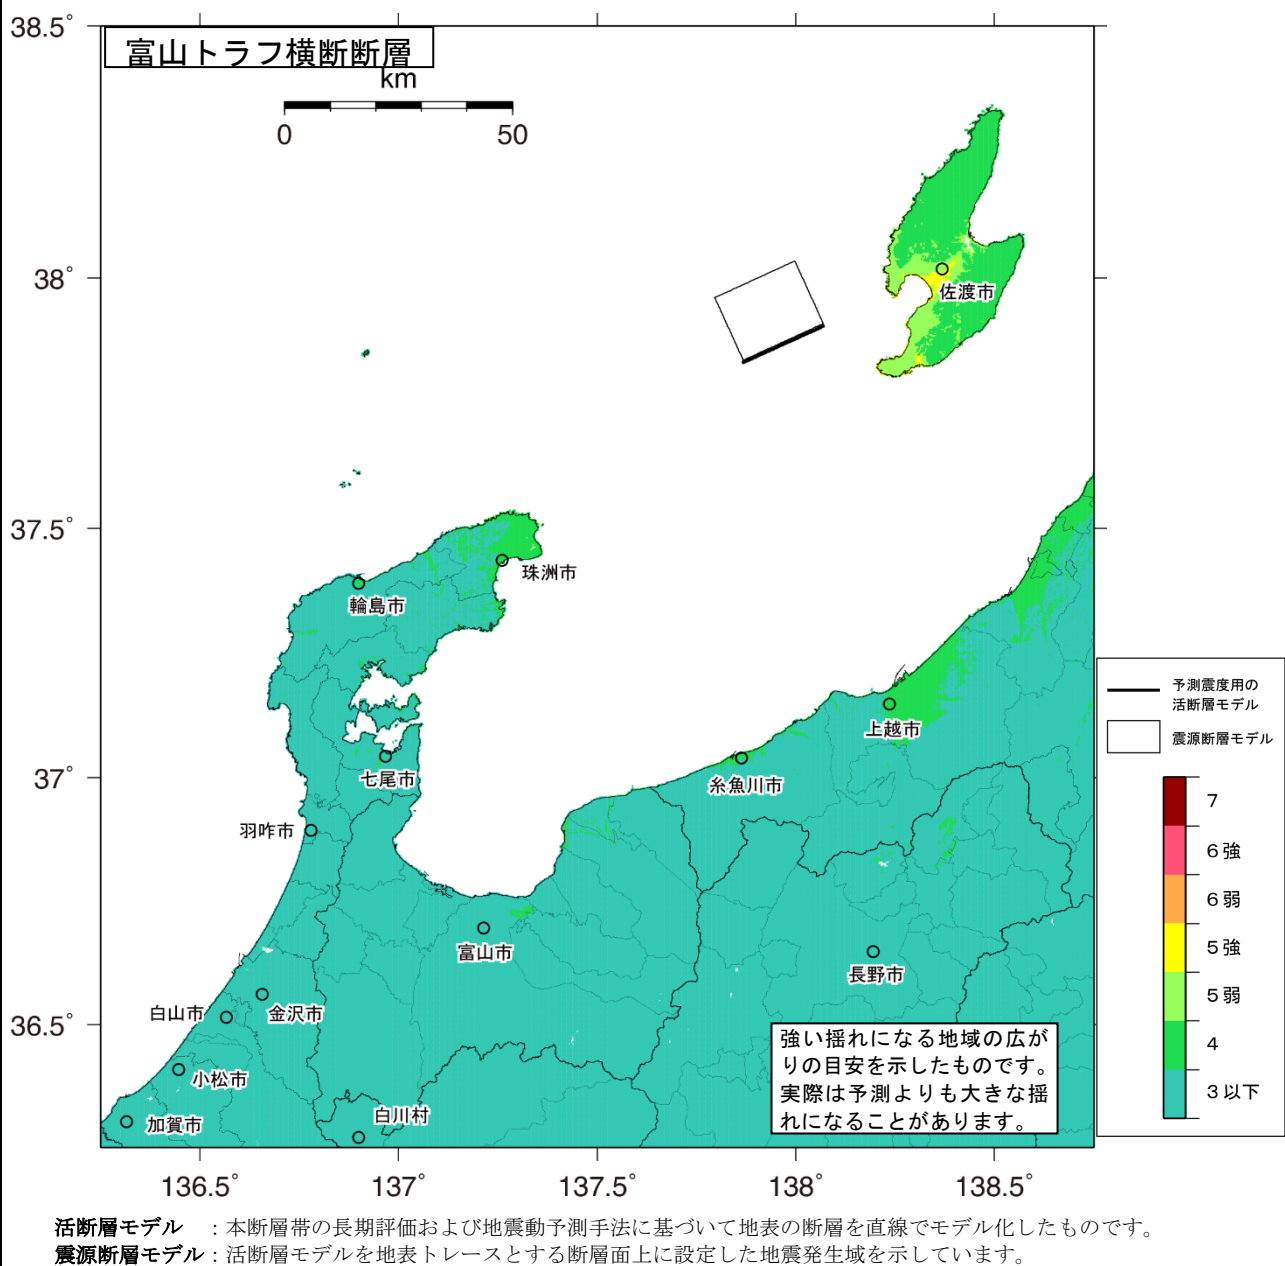 38.5°
富山トラフ横断断層
km
0 50
38°
佐渡市
37.5°
珠洲市
輪島市
予測震度用の
活断層モデル
上越市
震源断層モデル
37°
七尾市
糸魚川市
7
羽咋市
6強
6弱
富山市
5強
長野市
5弱
白山市
金沢市
36.5°
強い揺れになる地域の広が
りの目安を示したものです。
実際は予測よりも大きな揺
れになることがあります。
4
小松市
3以下
白川村
加賀市
136.5° 137° 137.5° 138° 138.5°
活断層モデル ：本断層帯の長期評価および地震動予測手法に基づいて地表の断層を直線でモデル化したものです。
震源断層モデル：活断層モデルを地表トレースとする断層面上に設定した地震発生域を示しています。